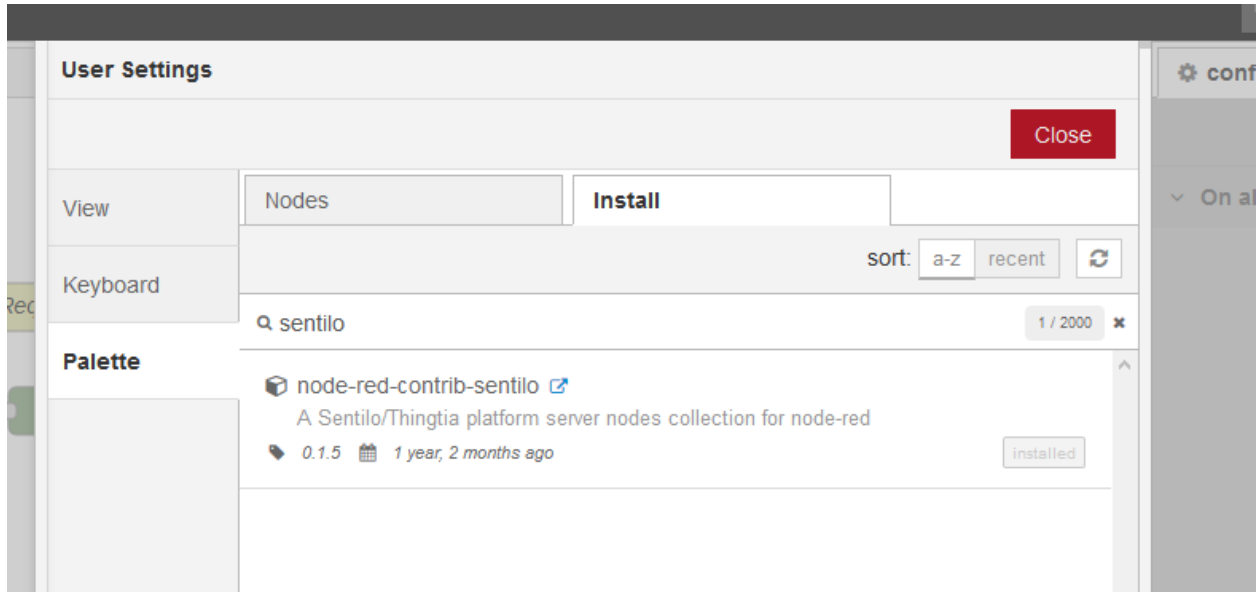 User Settings
conf
Close
View
Nodes
Install
On al
sort: a-z recent
Keyboard
Rec
sentilo
1 / 2000
Palette
node-red-contrib-sentilo
A Sentilo/Thingtia platform server nodes collection for node-red
0.1.5 1 year, 2 months ago
installed